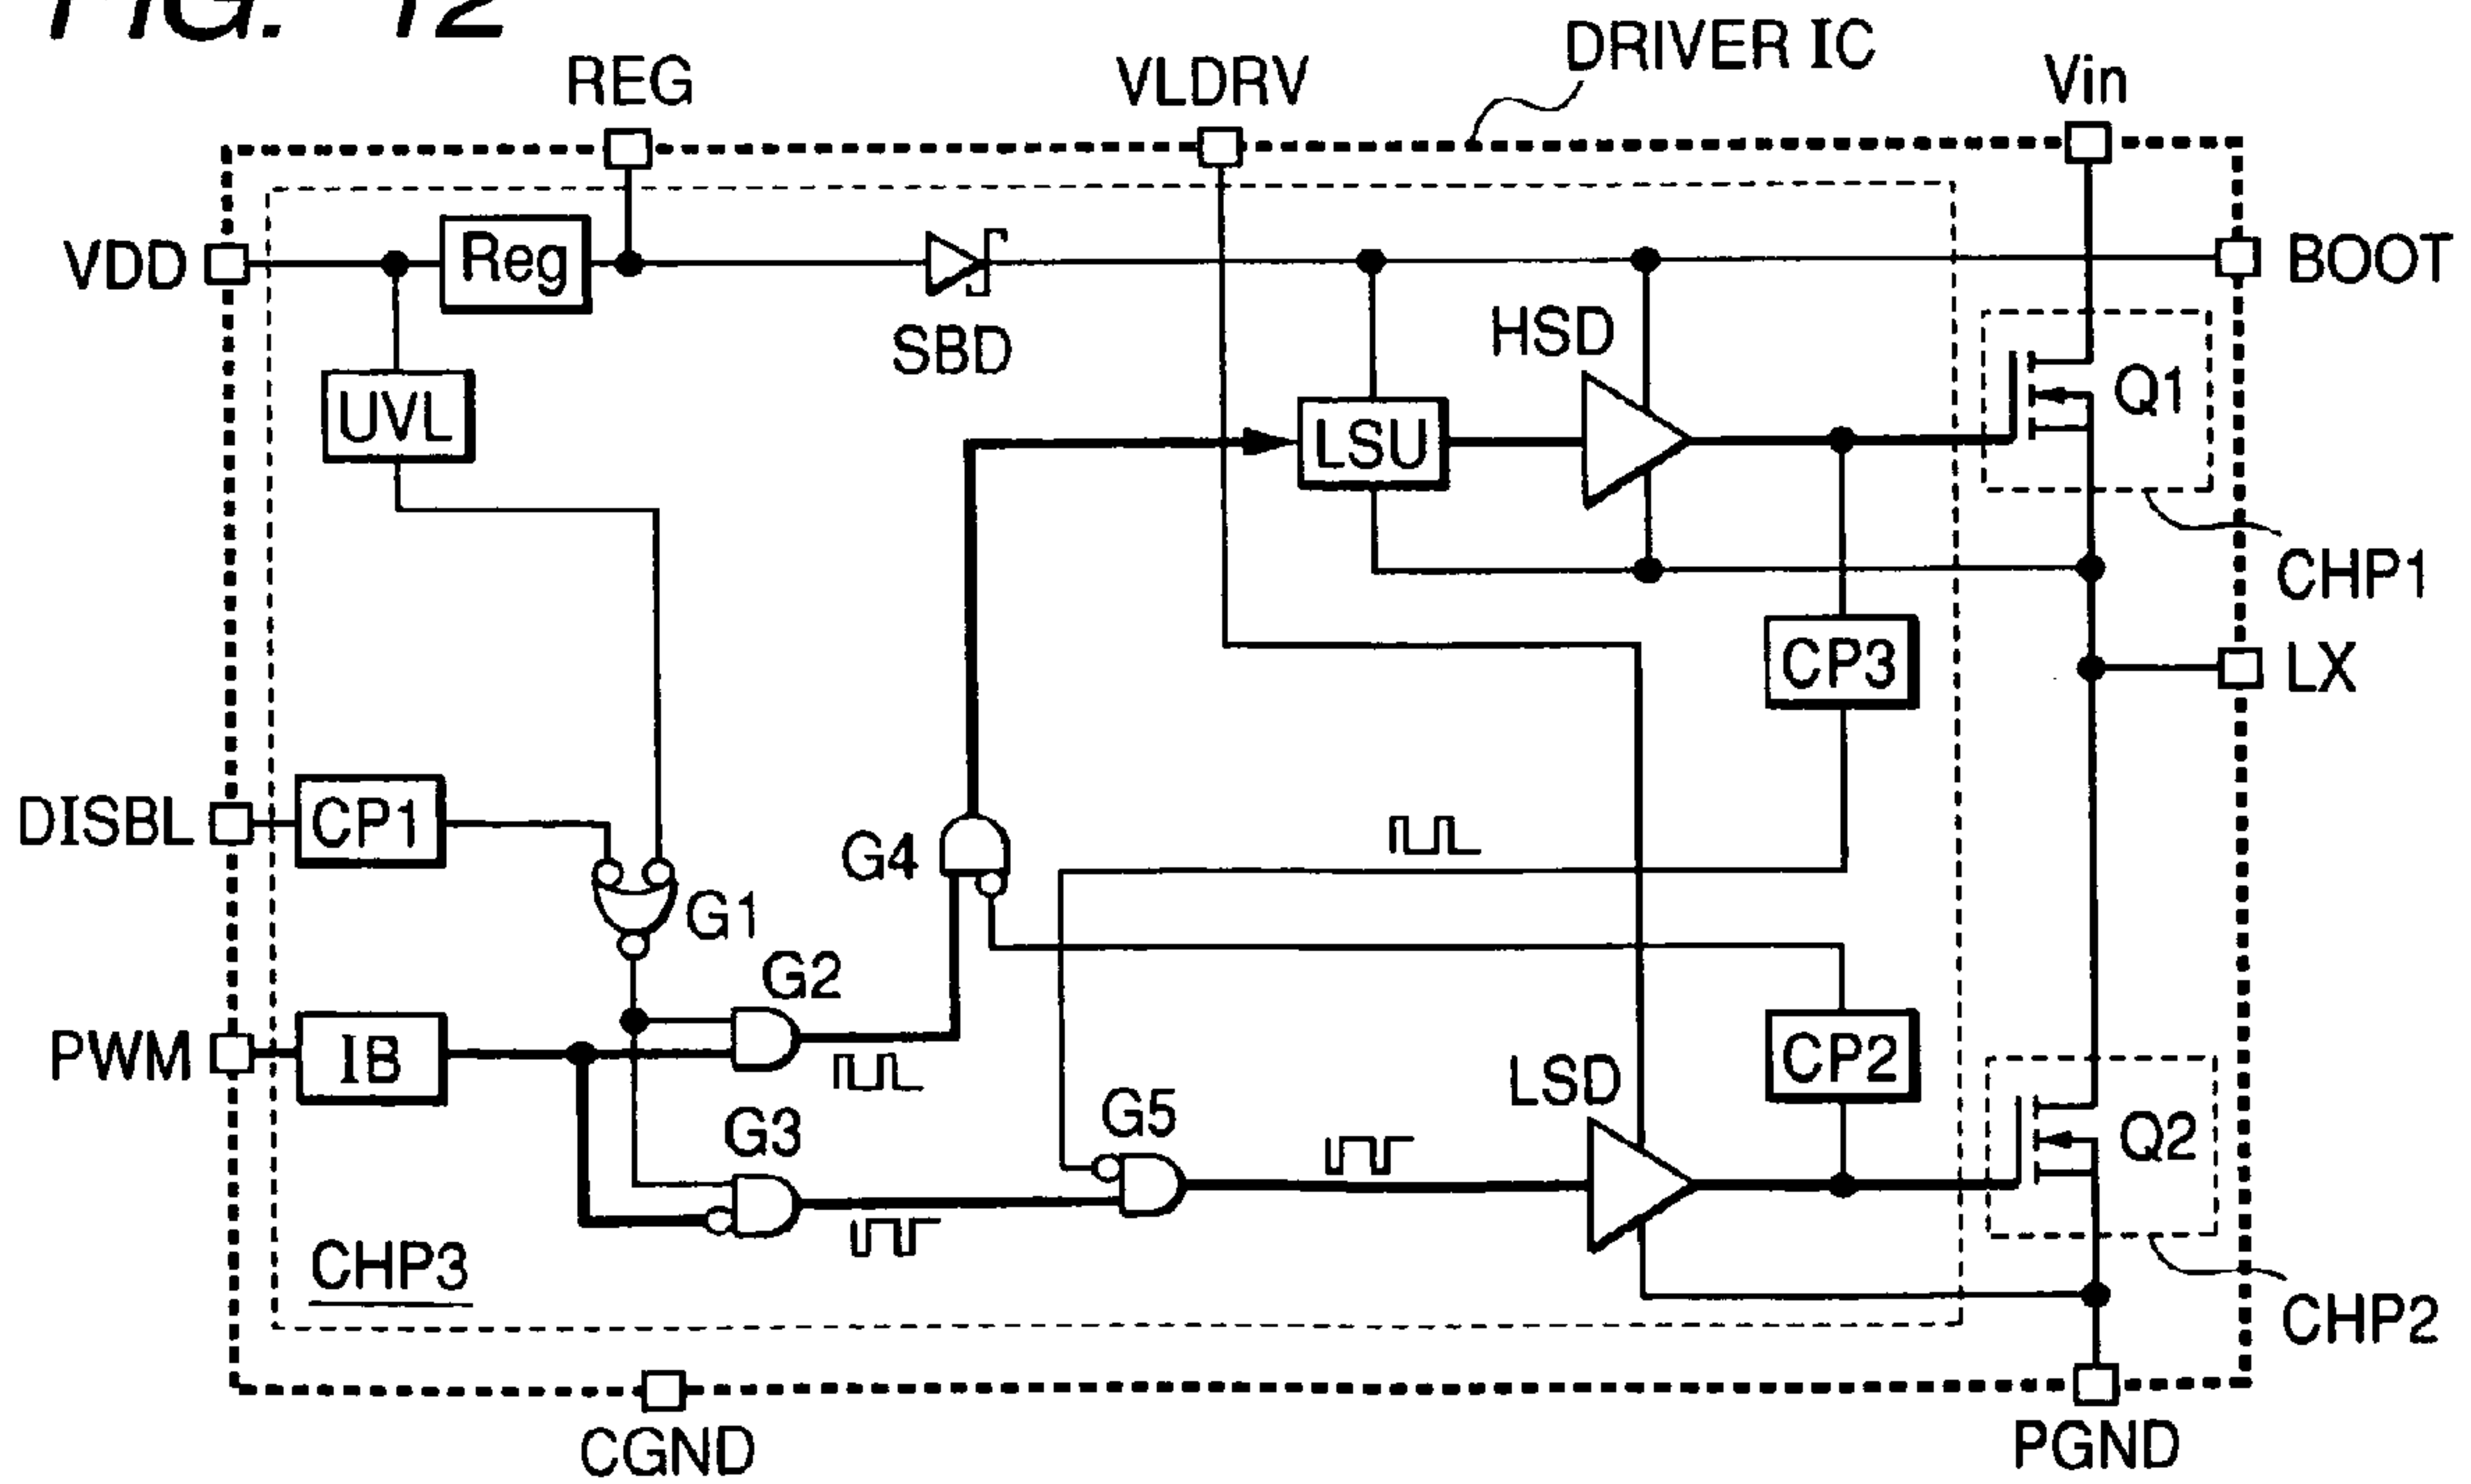 FIG. 12
DRIVER IC
REG
VLDRV
Vin
VDD
Reg
BOOT
SBD
HSD
UVL
Q1
LSU
CHP1
CP3
LX
DISBL
CP1
G4
G1
G2
PWM
IB
CP2
LSD
G5
G3
Q2
CHP3
CHP2
CGND
PGND